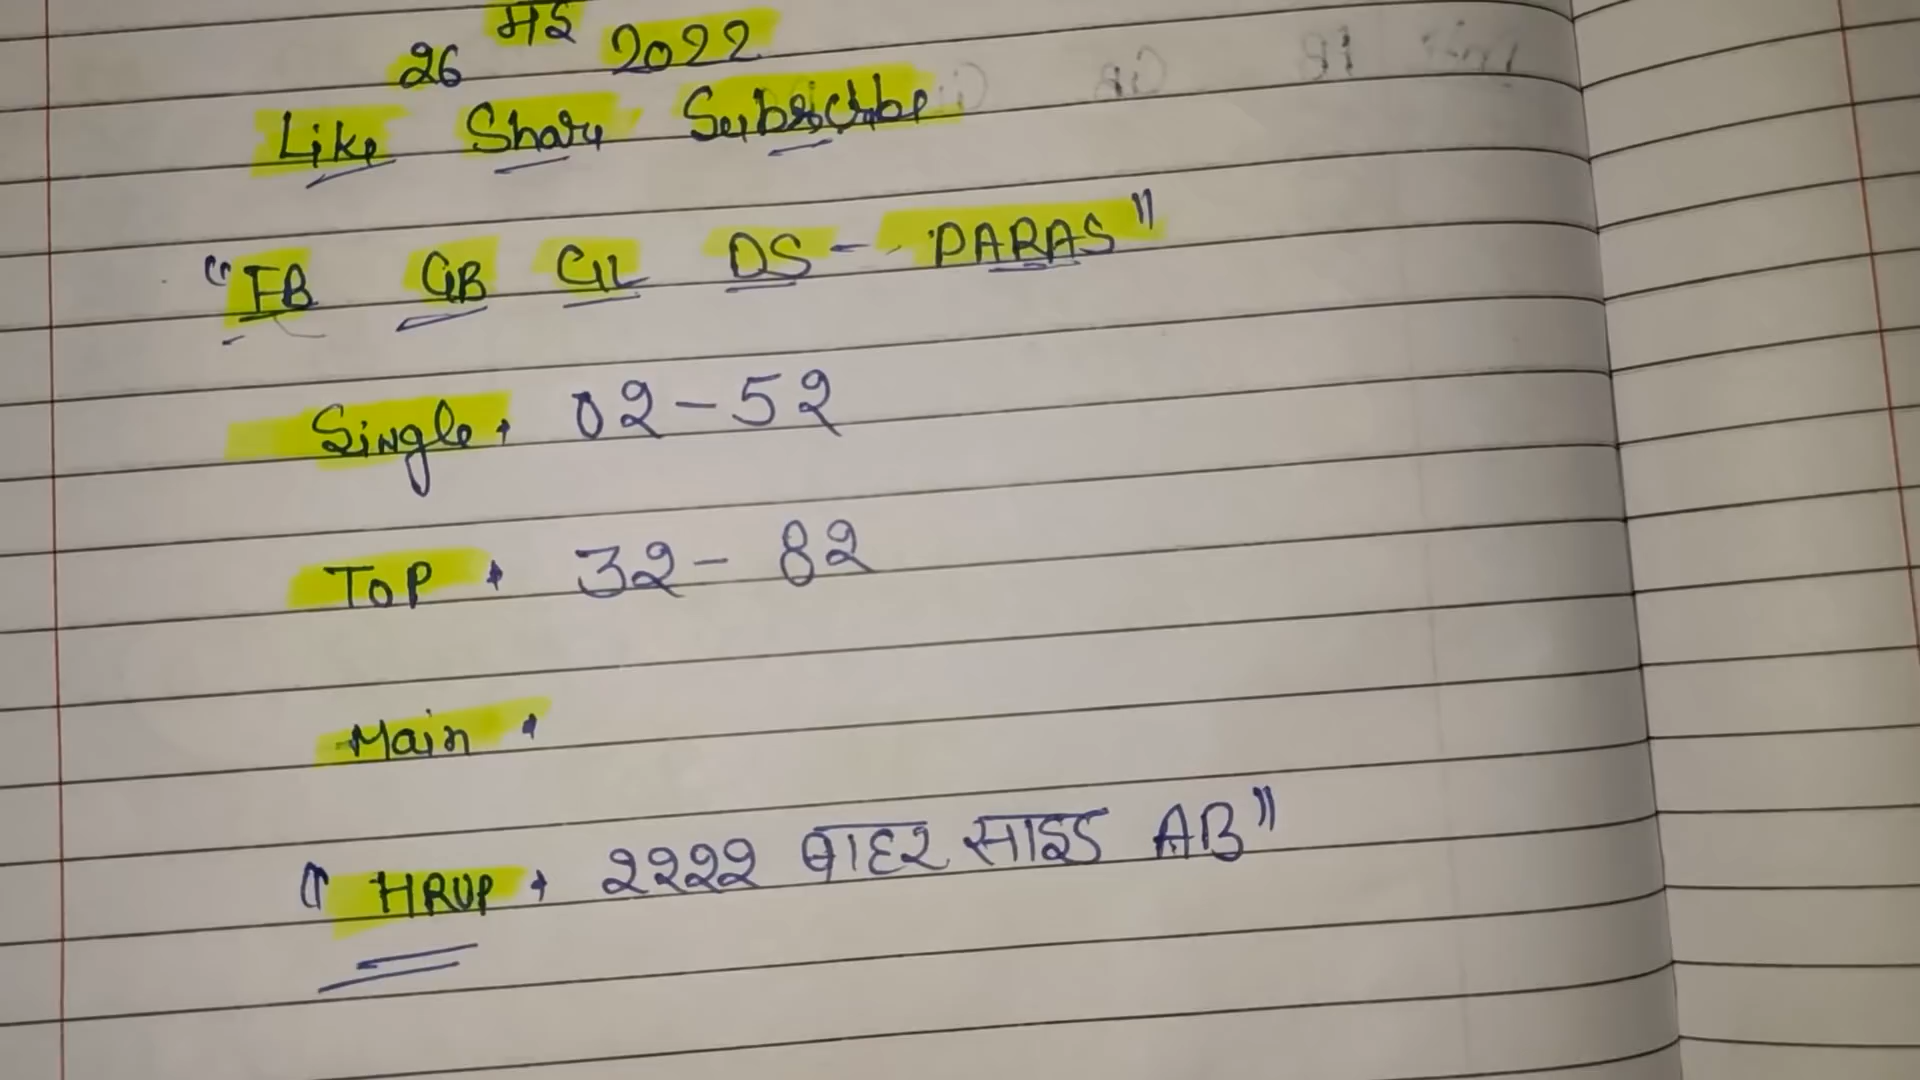 26 मई 2022
Like Share Subscribe
"FB GB GL DS - PARAS"
Single → 02-52
TOP → 32-82
Main →
"HRUP → 2222 बाहर साइड AB"